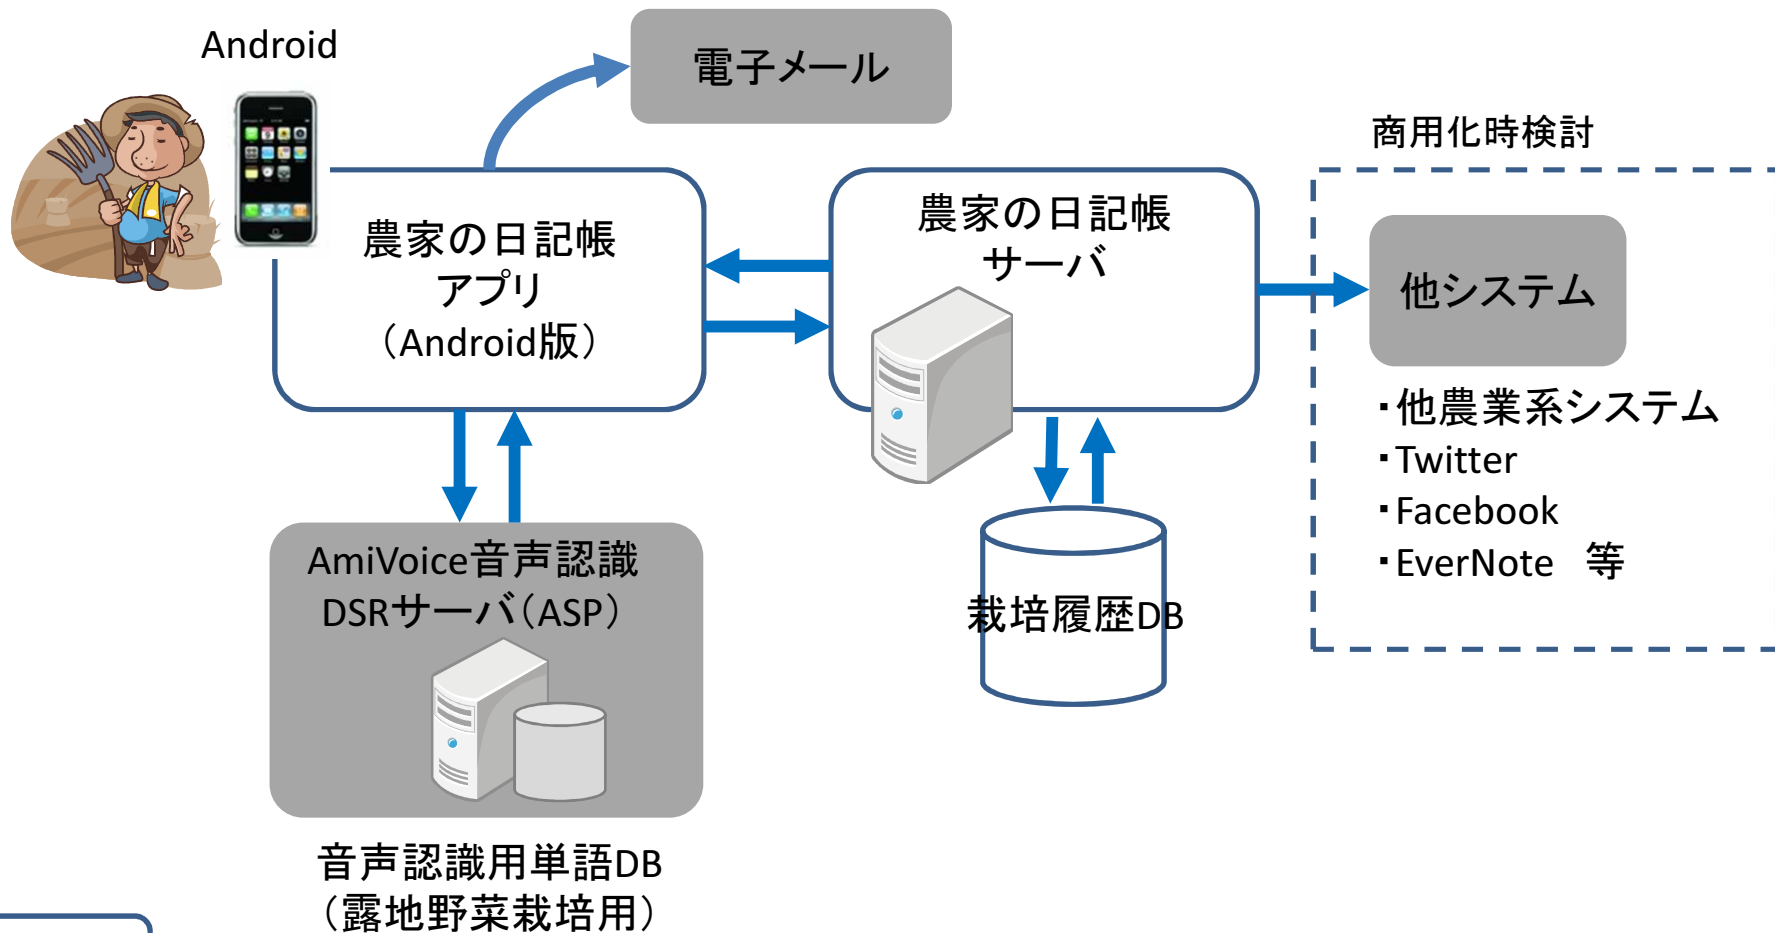 Android
電子メール
商用化時検討
農家の日記帳
アプリ
（Android版）
農家の日記帳
サーバ
他システム
・他農業系システム
・Twitter
・Facebook
・EverNote　等
AmiVoice音声認識
DSRサーバ（ASP）
栽培履歴DB
音声認識用単語DB
（露地野菜栽培用）